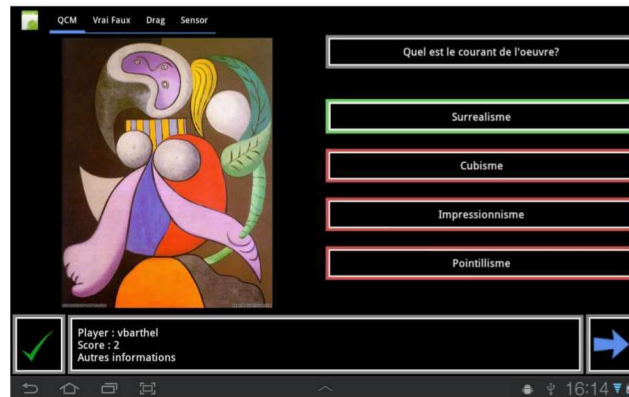 QCM Vrai Faux Drag Sensor
Quel est le courant de l'oeuvre?
Surrealisme
Cubisme
Impressionnisme
Pointillisme
Player : vbarthel
Score : 2
Autres informations
16:14